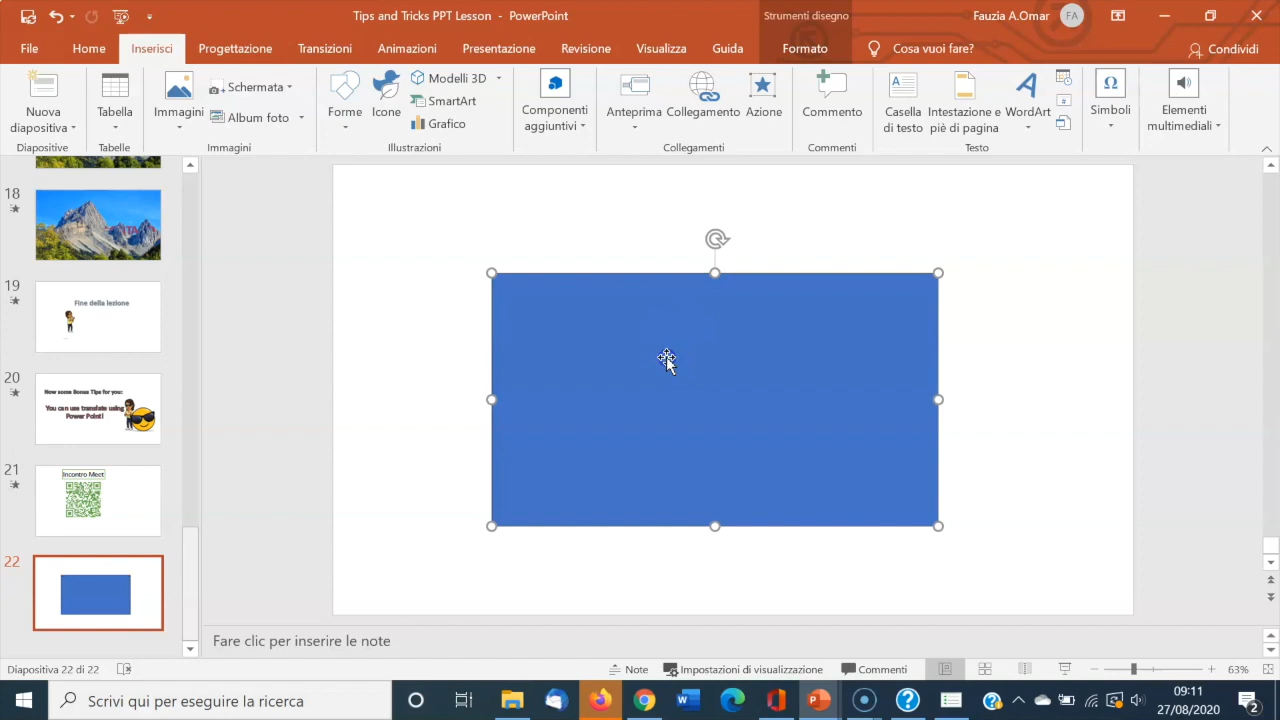 Tips and Tricks PPT Lesson - PowerPoint
Strumenti disegno
Fauzia A.Omar
FA
File
Home
Inserisci
Progettazione
Transizioni
Animazioni
Presentazione
Revisione
Visualizza
Guida
Formato
Cosa vuoi fare?
Condividi
Nuova
diapositiva
Tabella
Immagini
Schermata
Album foto
Forme
Icone
Modelli 3D
SmartArt
Grafico
Componenti
aggiuntivi
Anteprima
Collegamento
Azione
Commento
Casella
di testo
Intestazione e
piè di pagina
WordArt
Simboli
Elementi
multimediali
Diapositive
Tabelle
Immagini
Illustrazioni
Collegamenti
Commenti
Testo
18
19
Fine della lezione
20
Now some Bonus Tips for you:
You can use translate using
Power Point!
21
Incontro Meet
22
Fare clic per inserire le note
Diapositiva 22 di 22
Note
Impostazioni di visualizzazione
Commenti
63%
Scrivi qui per eseguire la ricerca
09:11
27/08/2020
2